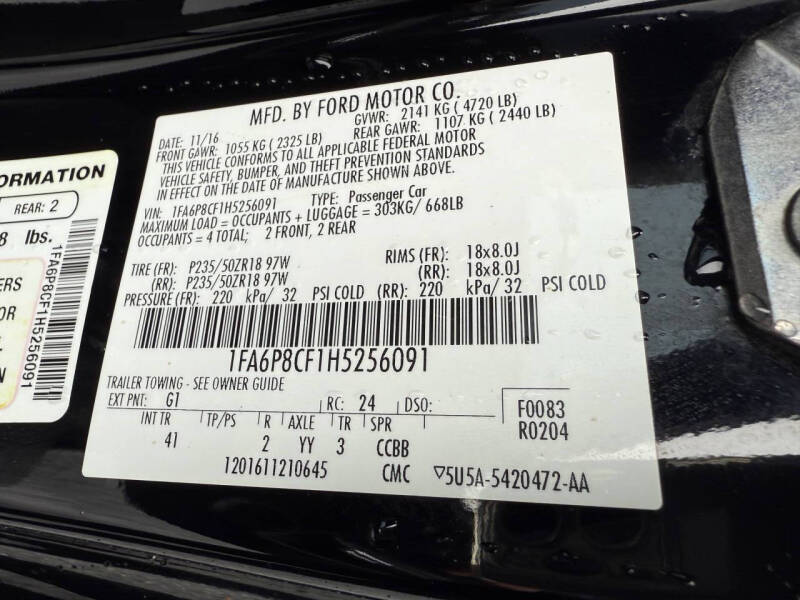 MFD. BY FORD MOTOR CO.
DATE: 11/16 GVWR: 2141 KG ( 4720 LB)
FRONT GAWR: 1055 KG ( 2325 LB) REAR GAWR: 1107 KG ( 2440 LB)
THIS VEHICLE CONFORMS TO ALL APPLICABLE FEDERAL MOTOR
VEHICLE SAFETY, BUMPER, AND THEFT PREVENTION STANDARDS
IN EFFECT ON THE DATE OF MANUFACTURE SHOWN ABOVE.
VIN: 1FA6P8CF1H5256091 TYPE: Passenger Car
MAXIMUM LOAD = OCCUPANTS + LUGGAGE = 303KG/ 668LB
OCCUPANTS = 4 TOTAL; 2 FRONT, 2 REAR
TIRE (FR): P235/50ZR18 97W RIMS (FR): 18x8.0J
(RR): P235/50ZR18 97W (RR): 18x8.0J
PRESSURE (FR): 220 kPa/ 32 PSI COLD (RR): 220 kPa/ 32 PSI COLD
1FA6P8CF1H5256091
TRAILER TOWING - SEE OWNER GUIDE
EXT PNT: G1 RC: 24 DSO: F0083
INT TR TP/PS R AXLE TR SPR R0204
41 2 YY 3 CCBB
1201611210645 CMC ▽5U5A-5420472-AA
ORMATION
REAR: 2
8 lbs.
1FA6P8CF1H5256091
ERS
OR
N